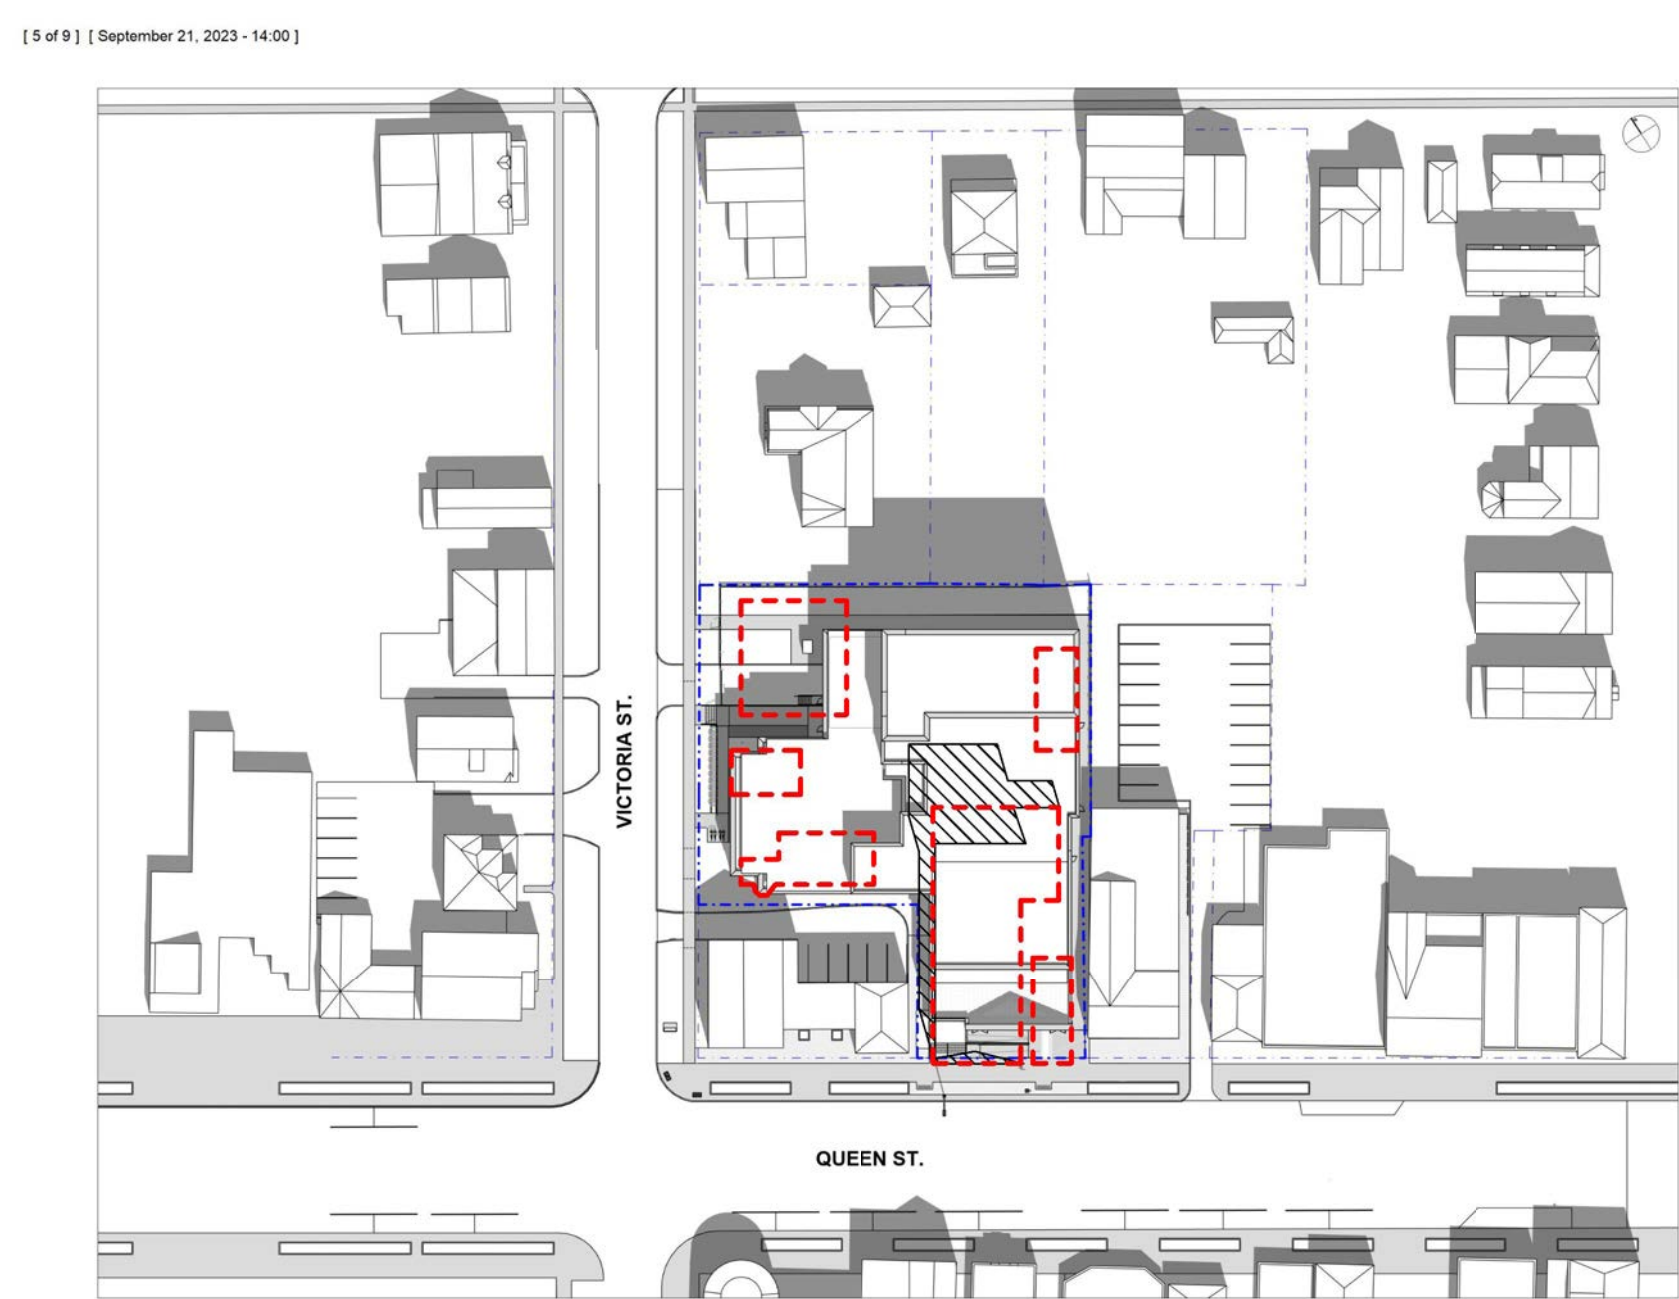 [ 5 of 9 ] [ September 21, 2023 - 14:00 ]
VICTORIA ST.
QUEEN ST.